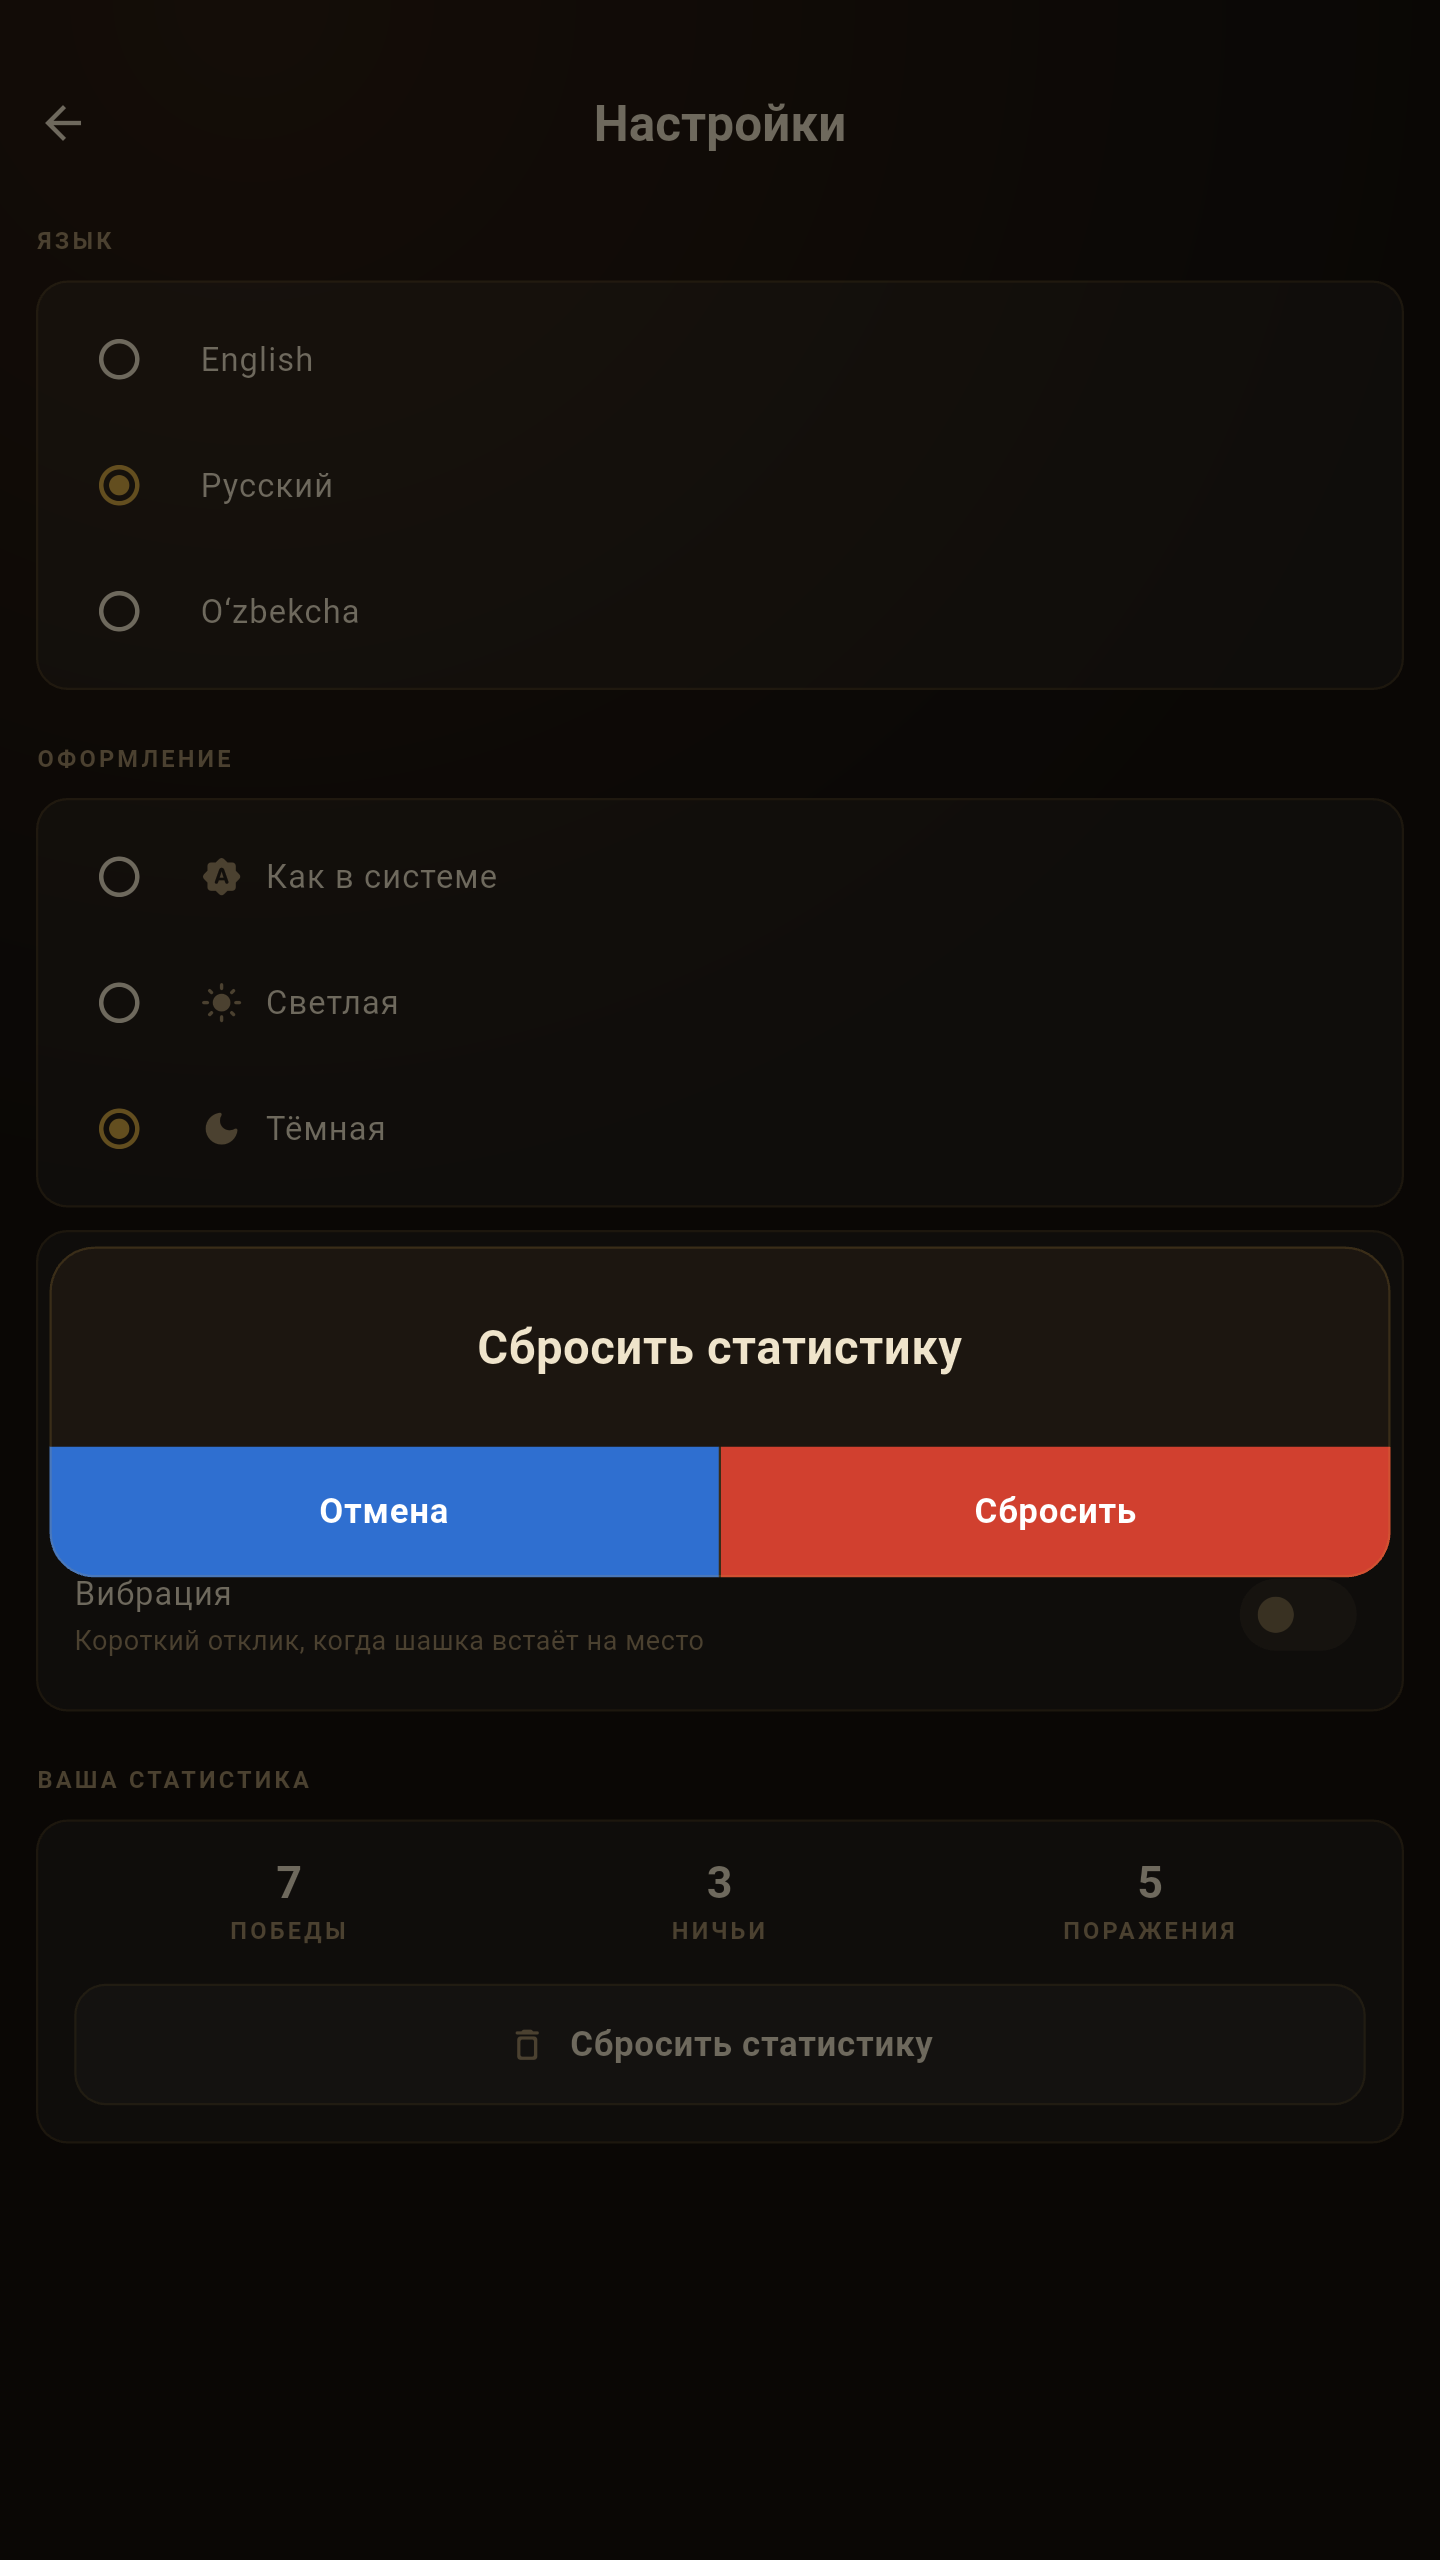 Настройки
ЯЗЫК
English
Русский
Oʻzbekcha
ОФОРМЛЕНИЕ
Как в системе
Светлая
Тёмная
Сбросить статистику
Отмена
Сбросить
Вибрация
Короткий отклик, когда шашка встаёт на место
ВАША СТАТИСТИКА
7
3
5
ПОБЕДЫ
НИЧЬИ
ПОРАЖЕНИЯ
Сбросить статистику